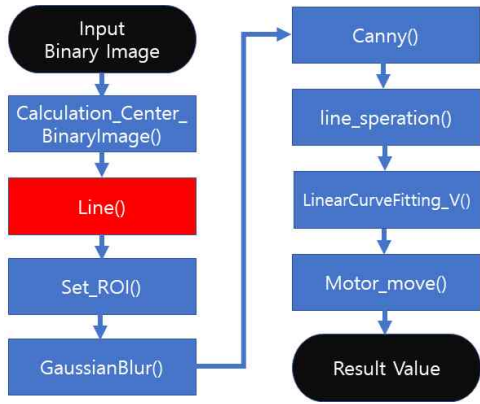 Input
Binary Image
Calculation_Center_
BinaryImage()
Line()
Set_ROI()
GaussianBlur()
Canny()
line_speration()
LinearCurveFitting_V()
Motor_move()
Result Value